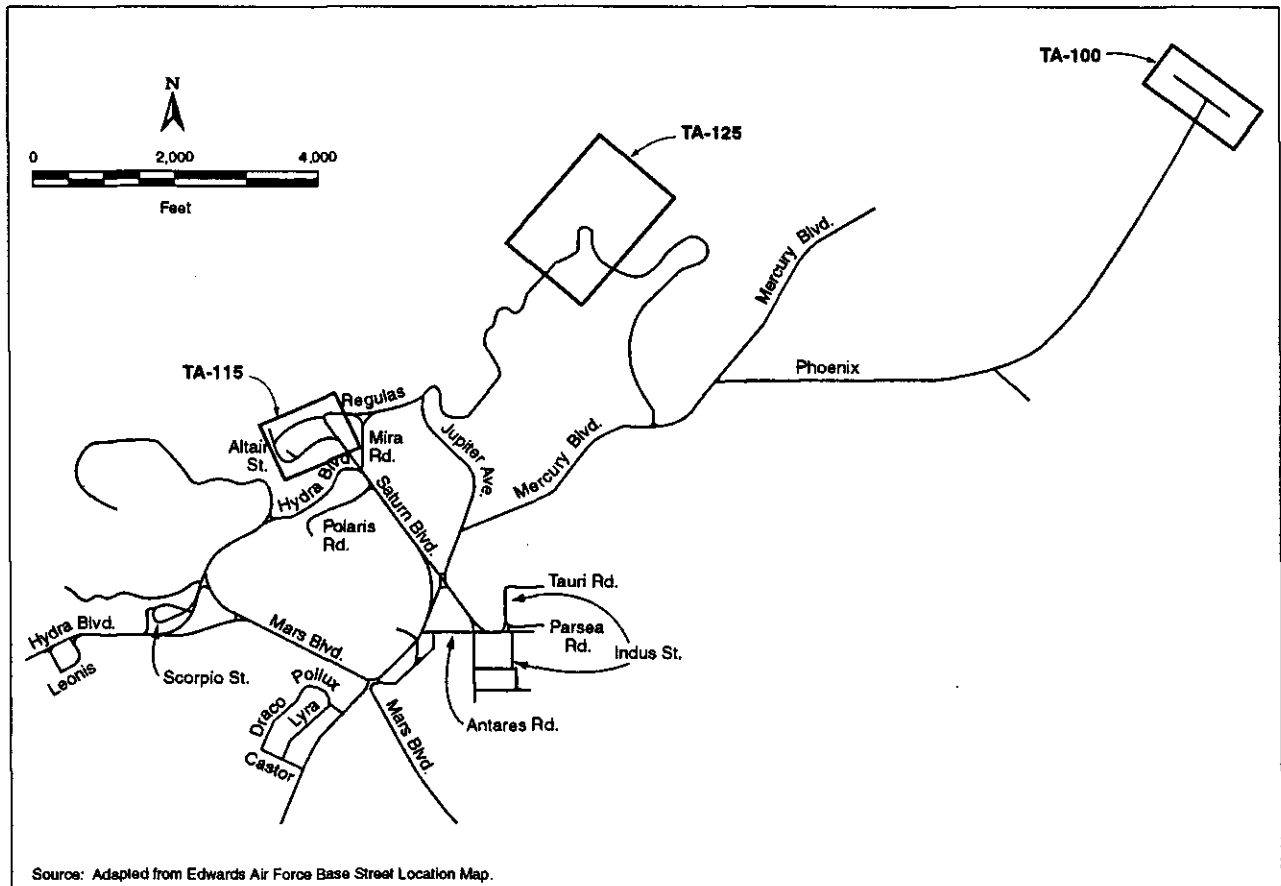 TA-100
N
TA-125
0 2,000 4,000
Feet
Mercury Blvd.
Phoenix
TA-115
Regulas
Altair St.
Mira Rd.
Hydra Blvd.
Jupiter Ave.
Mercury Blvd.
Saturn Blvd.
Polaris Rd.
Tauri Rd.
Hydra Blvd.
Mars Blvd.
Parsea Rd.
Indus St.
Leonis
Scorpio St.
Pollux
Draco
Lyra
Antares Rd.
Mars Blvd.
Castor
Source: Adapted from Edwards Air Force Base Street Location Map.